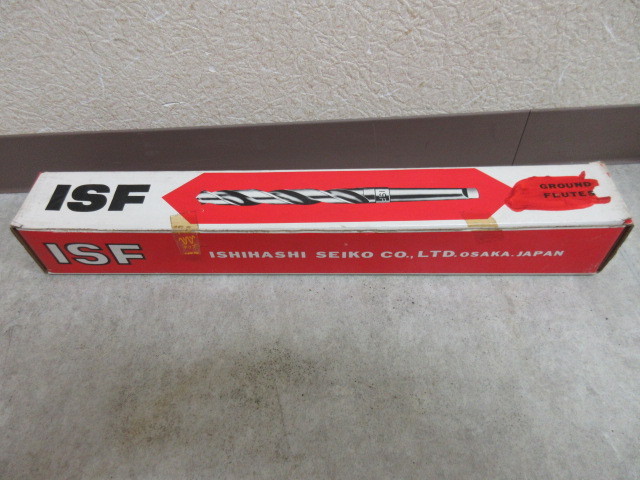 ISF
GROUND
FLUTES
ISF
ISHIHASHI SEIKO CO., LTD. OSAKA. JAPAN